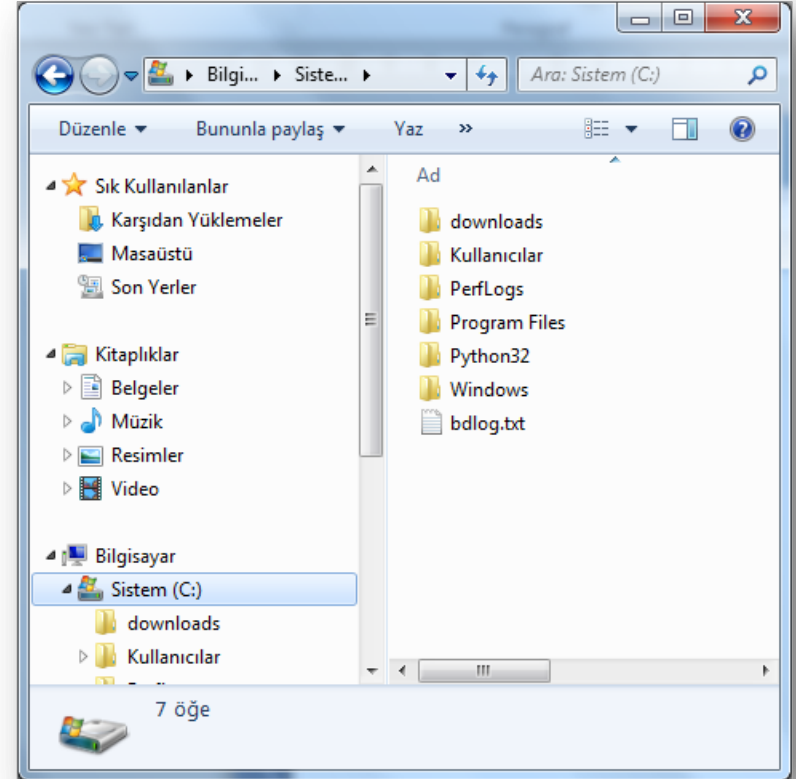 Bilgi... Siste... Ara: Sistem (C:)
Düzenle Bununla paylaş Yaz »
Sık Kullanılanlar
Karşıdan Yüklemeler
Masaüstü
Son Yerler
Kitaplıklar
Belgeler
Müzik
Resimler
Video
Bilgisayar
Sistem (C:)
downloads
Kullanıcılar
Ad
downloads
Kullanıcılar
PerfLogs
Program Files
Python32
Windows
bdlog.txt
7 öğe